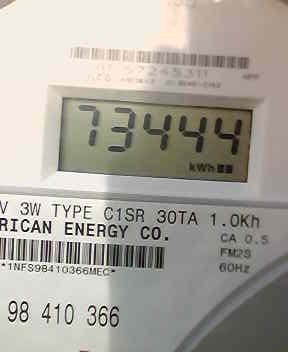 57245311
73444
kWh
V 3W TYPE C1SR 30TA 1.0Kh
RICAN ENERGY CO.
CA 0.5
FM2S
60Hz
*1NFS98410366MEC*
98 410 366